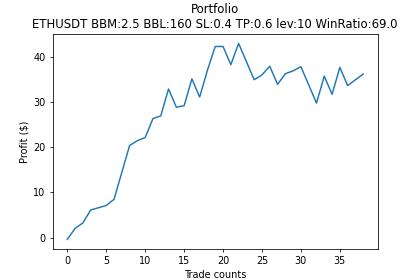 Portfolio
ETHUSDT BBM:2.5 BBL:160 SL:0.4 TP:0.6 lev:10 WinRatio:69.0
40
30
20
10
0
Profit ($)
0 5 10 15 20 25 30 35
Trade counts